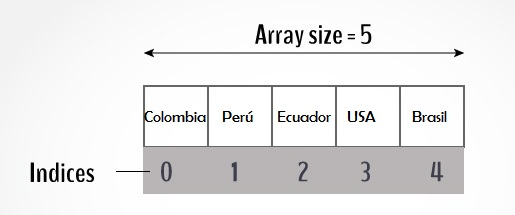 Array size = 5
Colombia Perú Ecuador USA Brasil
Indices 0 1 2 3 4